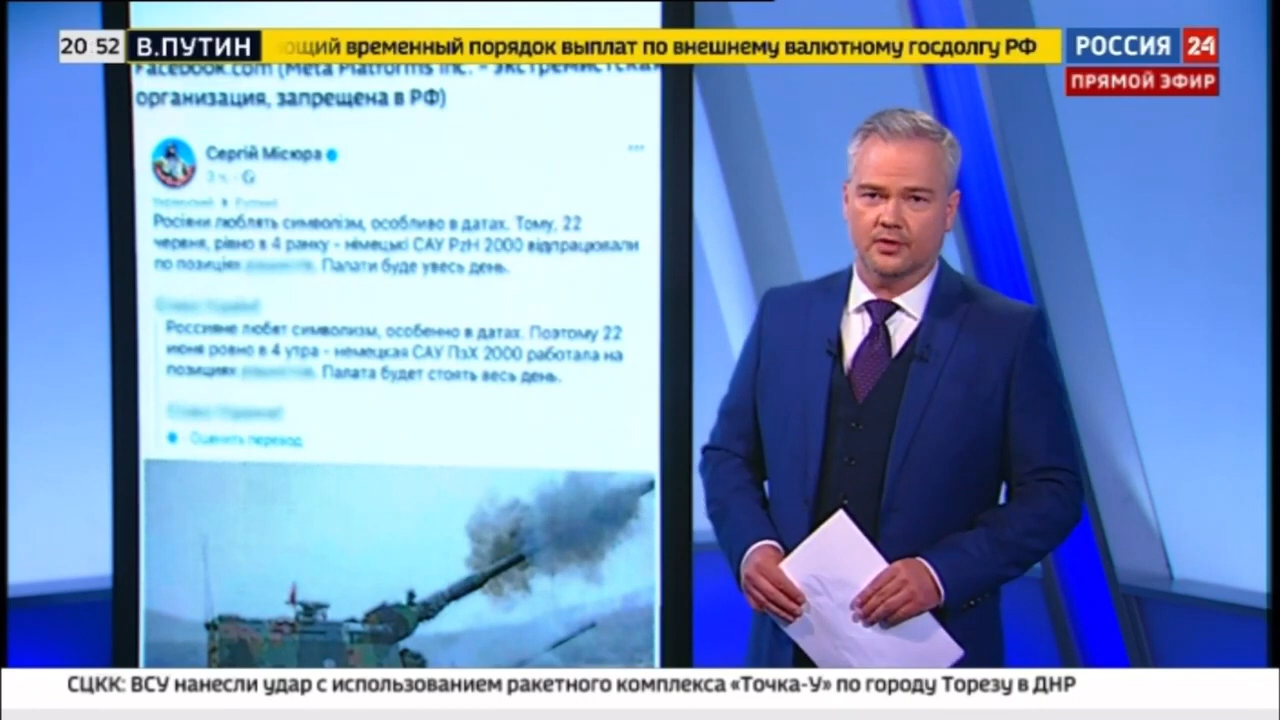 20:52
В.ПУТИН
ющий временный порядок выплат по внешнему валютному госдолгу РФ
РОССИЯ 24
ПРЯМОЙ ЭФИР
Facebook.com (Meta Platforms Inc. - экстремистская
организация, запрещена в РФ)
Сергій Місюра
3 ч.
Росіяни люблять символізм, особливо в датах. Тому, 22
червня, рівно в 4 ранку - німецькі САУ PzH 2000 відпрацювали
по позиціях
Палати буде увесь день.
Россияне любят символизм, особенно в датах. Поэтому 22
июня ровно в 4 утра - немецкая САУ ПзХ 2000 работала на
позициях
Палата будет стоять весь день.
Оценить перевод
СЦКК: ВСУ нанесли удар с использованием ракетного комплекса «Точка-У» по городу Торезу в ДНР